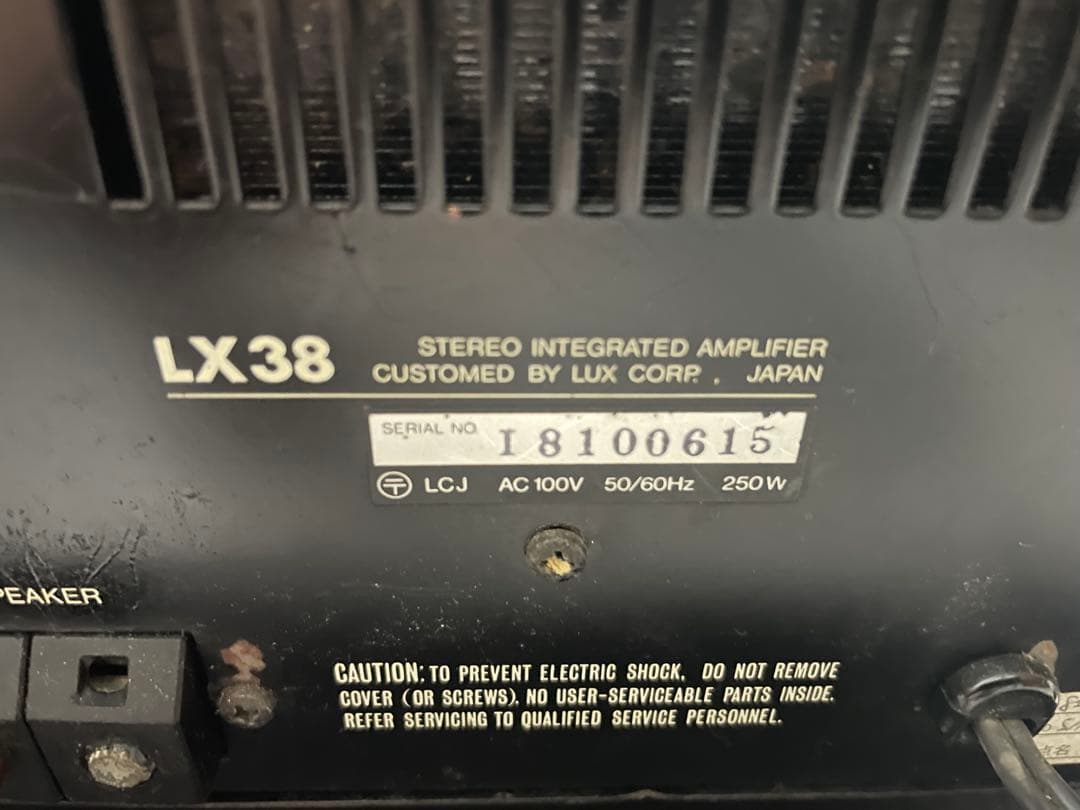 LX38
STEREO INTEGRATED AMPLIFIER
CUSTOMED BY LUX CORP. , JAPAN
SERIAL NO. I8100615
〒 LCJ AC 100V 50/60Hz 250W
PEAKER
CAUTION: TO PREVENT ELECTRIC SHOCK, DO NOT REMOVE
COVER (OR SCREWS). NO USER-SERVICEABLE PARTS INSIDE.
REFER SERVICING TO QUALIFIED SERVICE PERSONNEL.